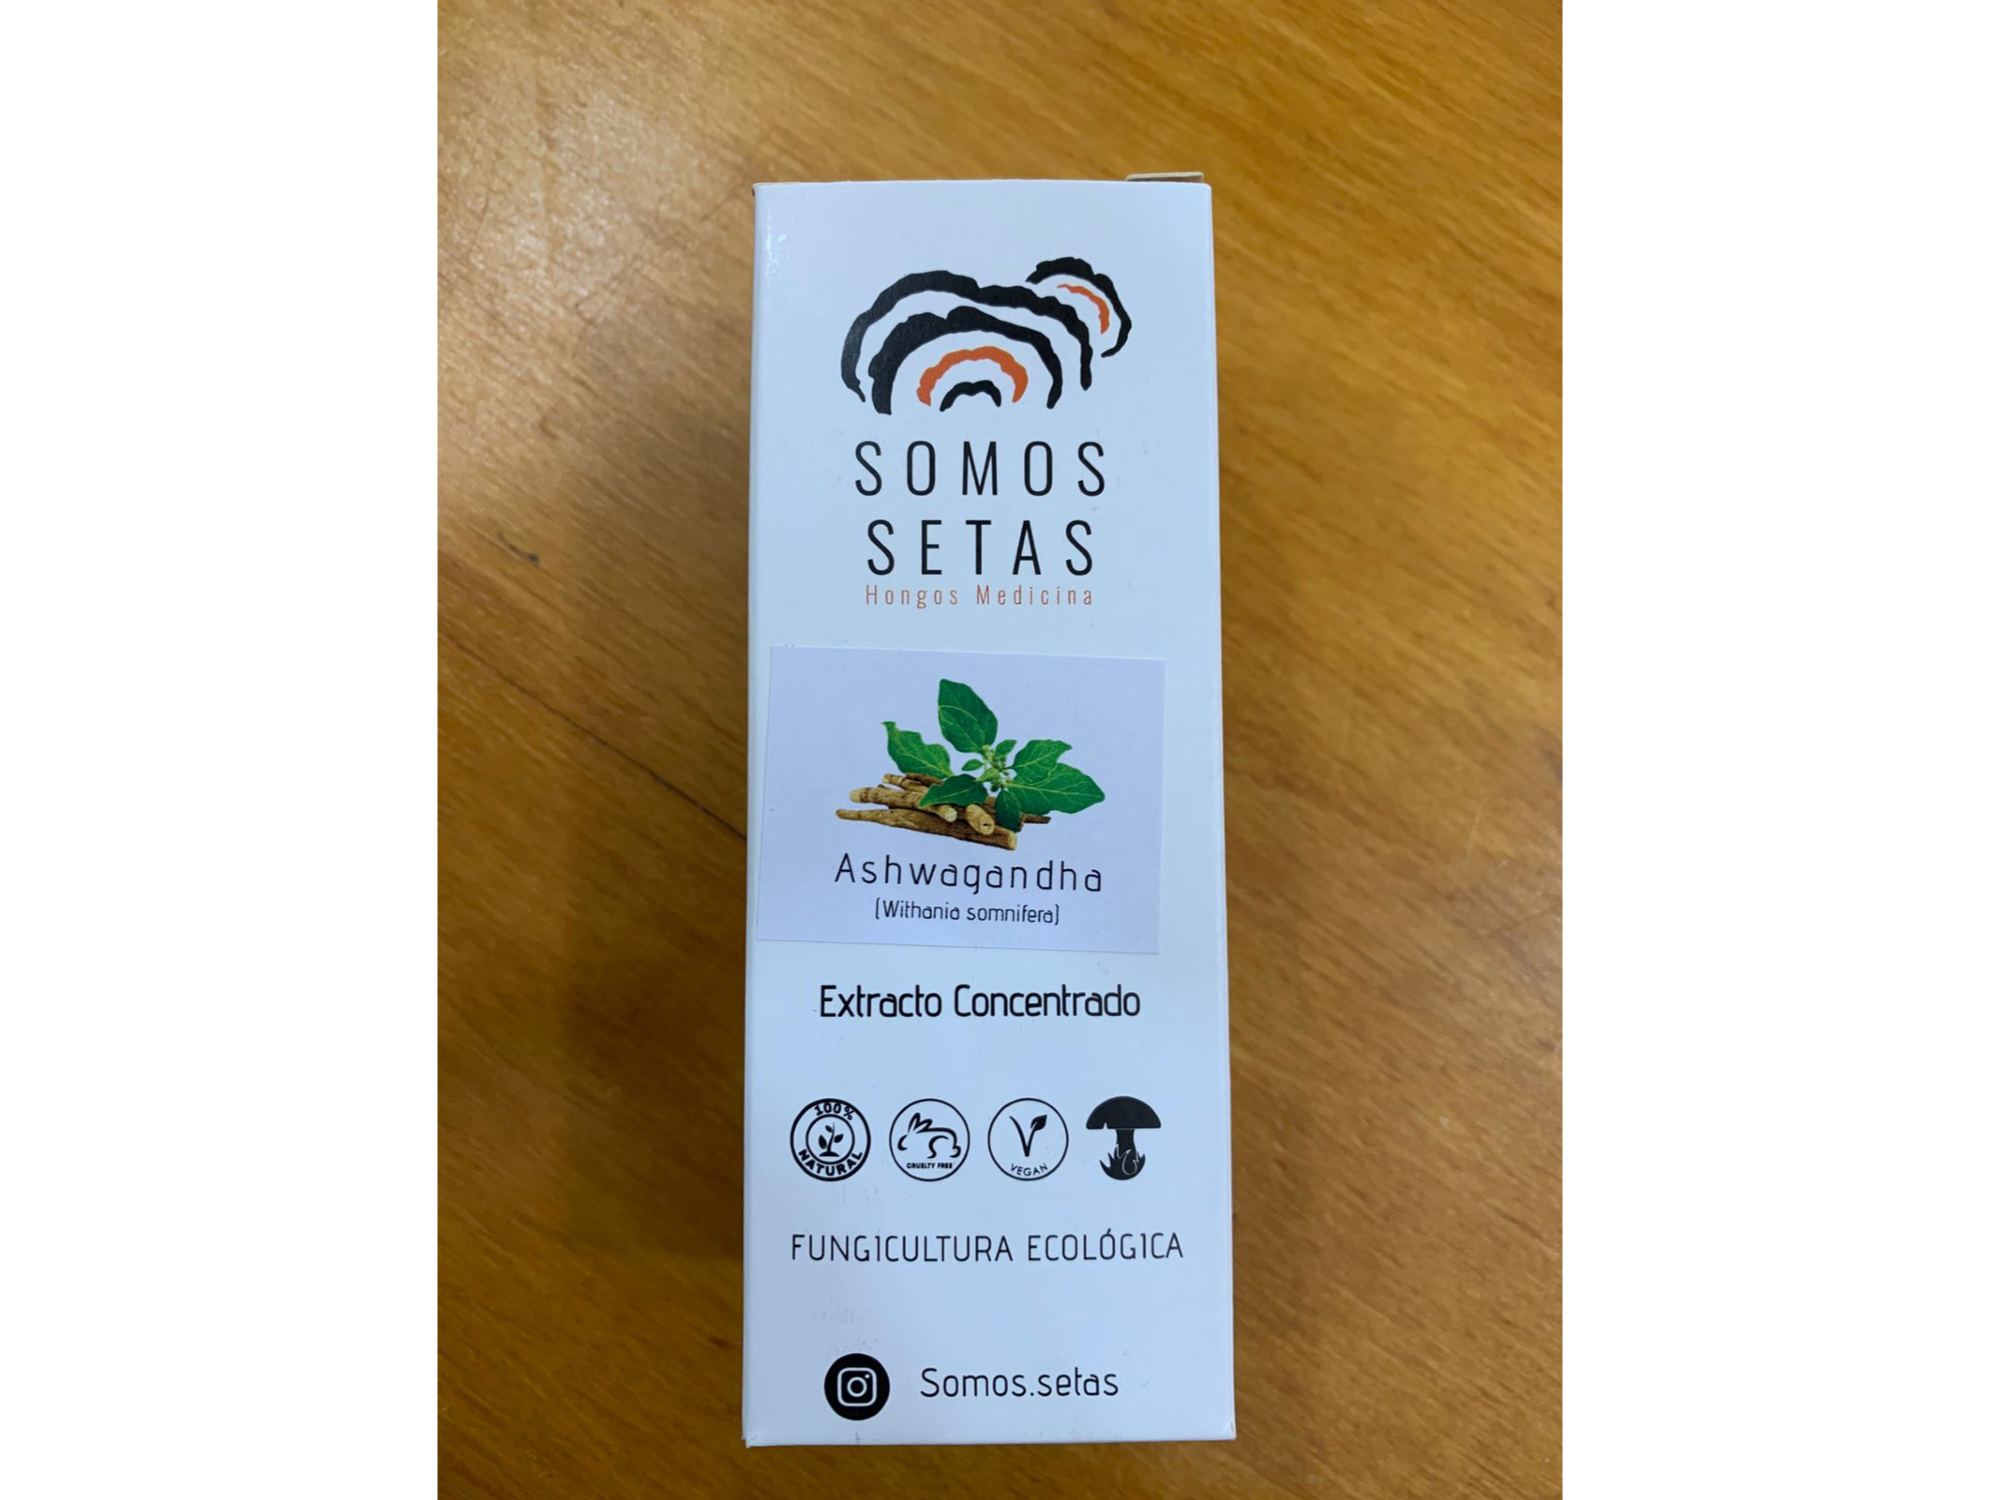 SOMOS
SETAS
Hongos Medicina
Ashwagandha
(Withania somnifera)
Extracto Concentrado
100%
NATURAL
CRUELTY FREE
VEGAN
FUNGICULTURA ECOLÓGICA
Somos.setas